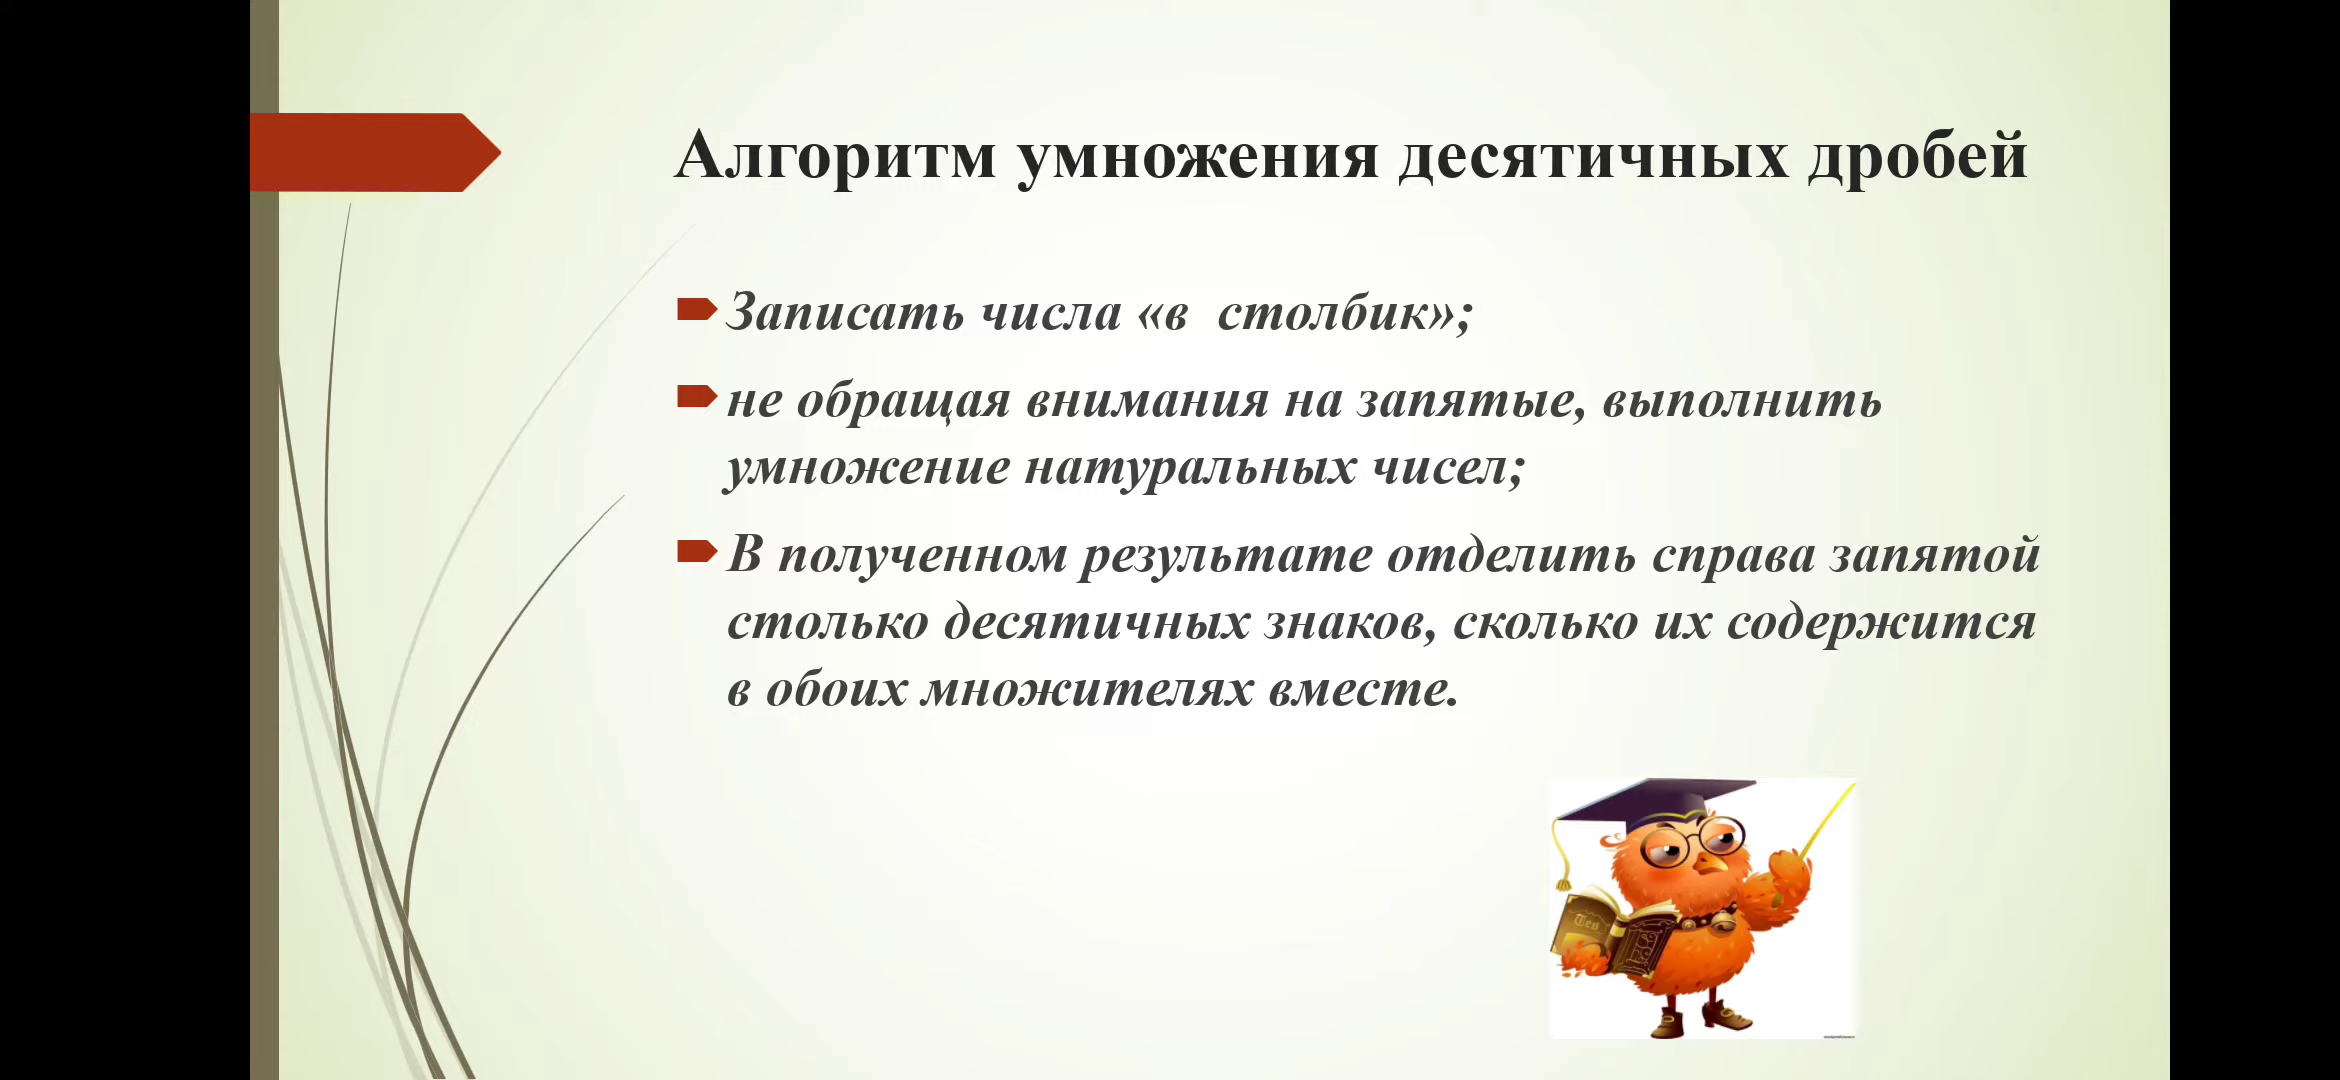 Алгоритм умножения десятичных дробей
Записать числа «в столбик»;
не обращая внимания на запятые, выполнить
умножение натуральных чисел;
В полученном результате отделить справа запятой
столько десятичных знаков, сколько их содержится
в обоих множителях вместе.